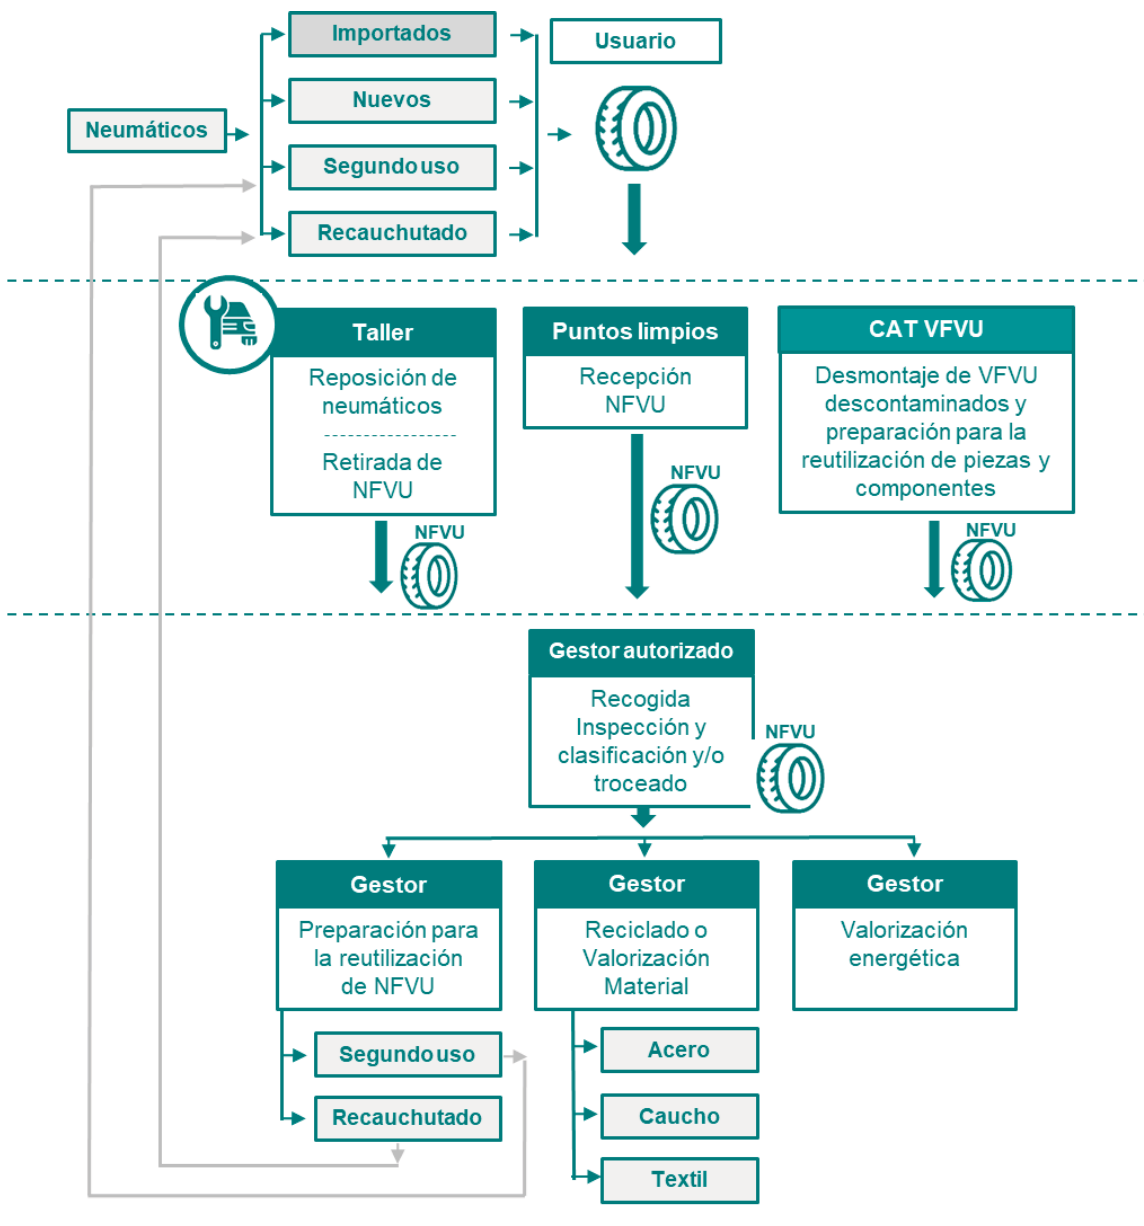 Importados
Usuario
Nuevos
Neumáticos
Segundo uso
Recauchutado
Taller
Reposición de
neumáticos
Retirada de
NFVU
NFVU
Puntos limpios
Recepción
NFVU
NFVU
CAT VFVU
Desmontaje de VFVU
descontaminados y
preparación para la
reutilización de piezas y
componentes
NFVU
Gestor autorizado
Recogida
Inspección y
clasificación y/o
troceado
NFVU
Gestor
Preparación para
la reutilización
de NFVU
Segundo uso
Recauchutado
Gestor
Reciclado o
Valorización
Material
Acero
Caucho
Textil
Gestor
Valorización
energética